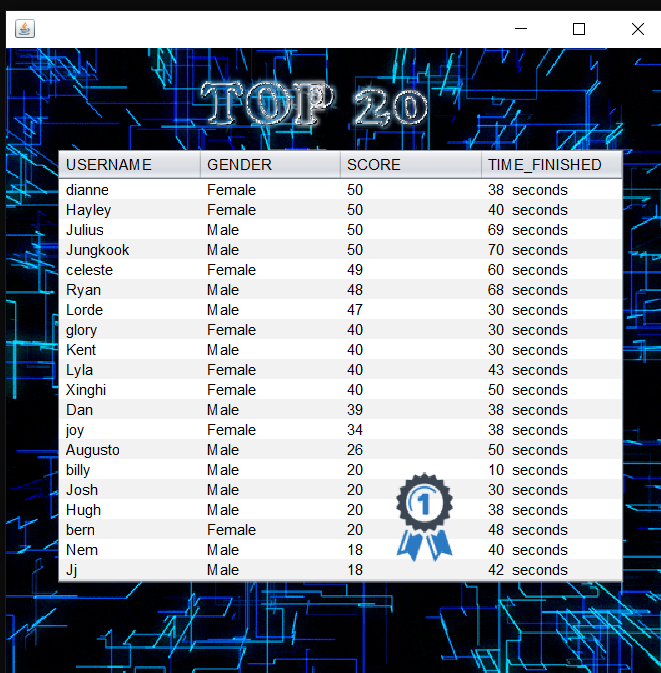 TOP 20
USERNAME GENDER SCORE TIME_FINISHED
dianne Female 50 38 seconds
Hayley Female 50 40 seconds
Julius Male 50 69 seconds
Jungkook Male 50 70 seconds
celeste Female 49 60 seconds
Ryan Male 48 68 seconds
Lorde Male 47 30 seconds
glory Female 40 30 seconds
Kent Male 40 30 seconds
Lyla Female 40 43 seconds
Xinghi Female 40 50 seconds
Dan Male 39 38 seconds
joy Female 34 38 seconds
Augusto Male 26 50 seconds
billy Male 20 10 seconds
Josh Male 20 30 seconds
Hugh Male 20 38 seconds
1
bern Female 20 48 seconds
Nem Male 18 40 seconds
Jj Male 18 42 seconds